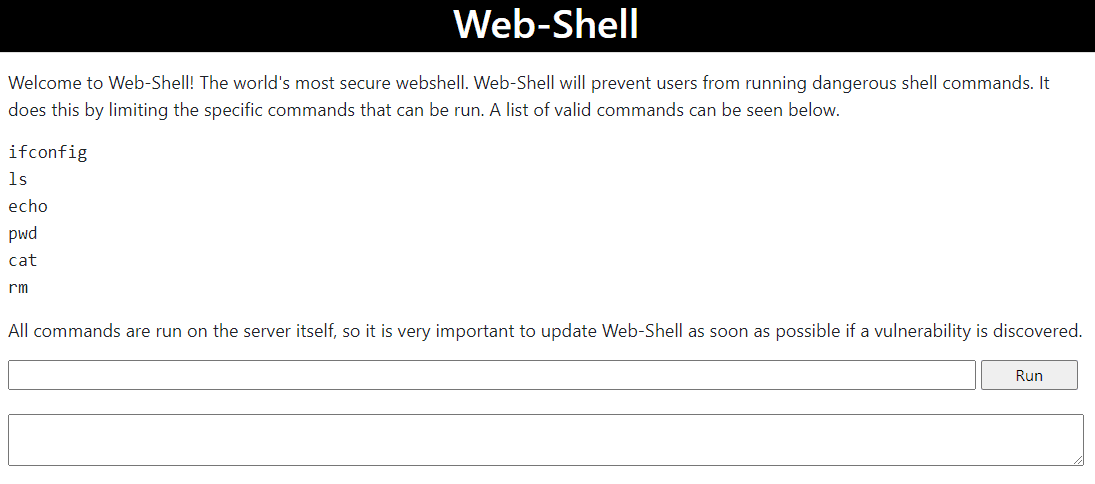 Web-Shell
Welcome to Web-Shell! The world's most secure webshell. Web-Shell will prevent users from running dangerous shell commands. It
does this by limiting the specific commands that can be run. A list of valid commands can be seen below.
ifconfig
ls
echo
pwd
cat
rm
All commands are run on the server itself, so it is very important to update Web-Shell as soon as possible if a vulnerability is discovered.
Run